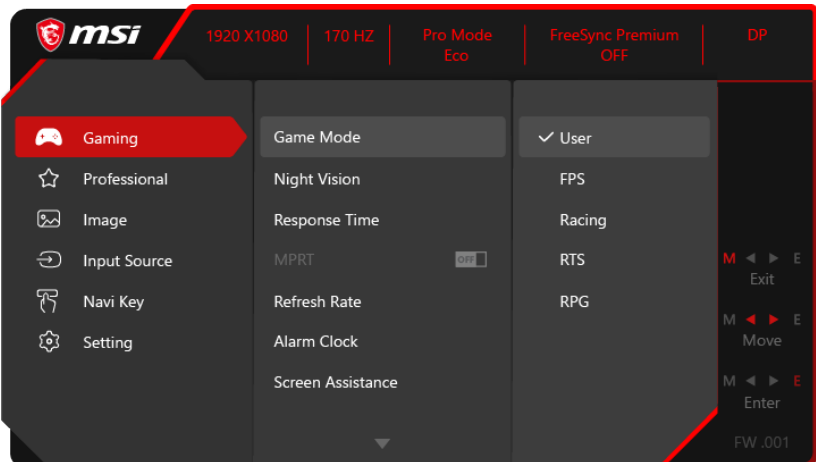 msi
1920 X1080
170 HZ
Pro Mode
Eco
FreeSync Premium
OFF
DP
Gaming
Professional
Image
Input Source
Navi Key
Setting
Game Mode
Night Vision
Response Time
MPRT
OFF
Refresh Rate
Alarm Clock
Screen Assistance
User
FPS
Racing
RTS
RPG
M ◄ ► E
Exit
M ◄ ► E
Move
M ◄ ► E
Enter
FW .001